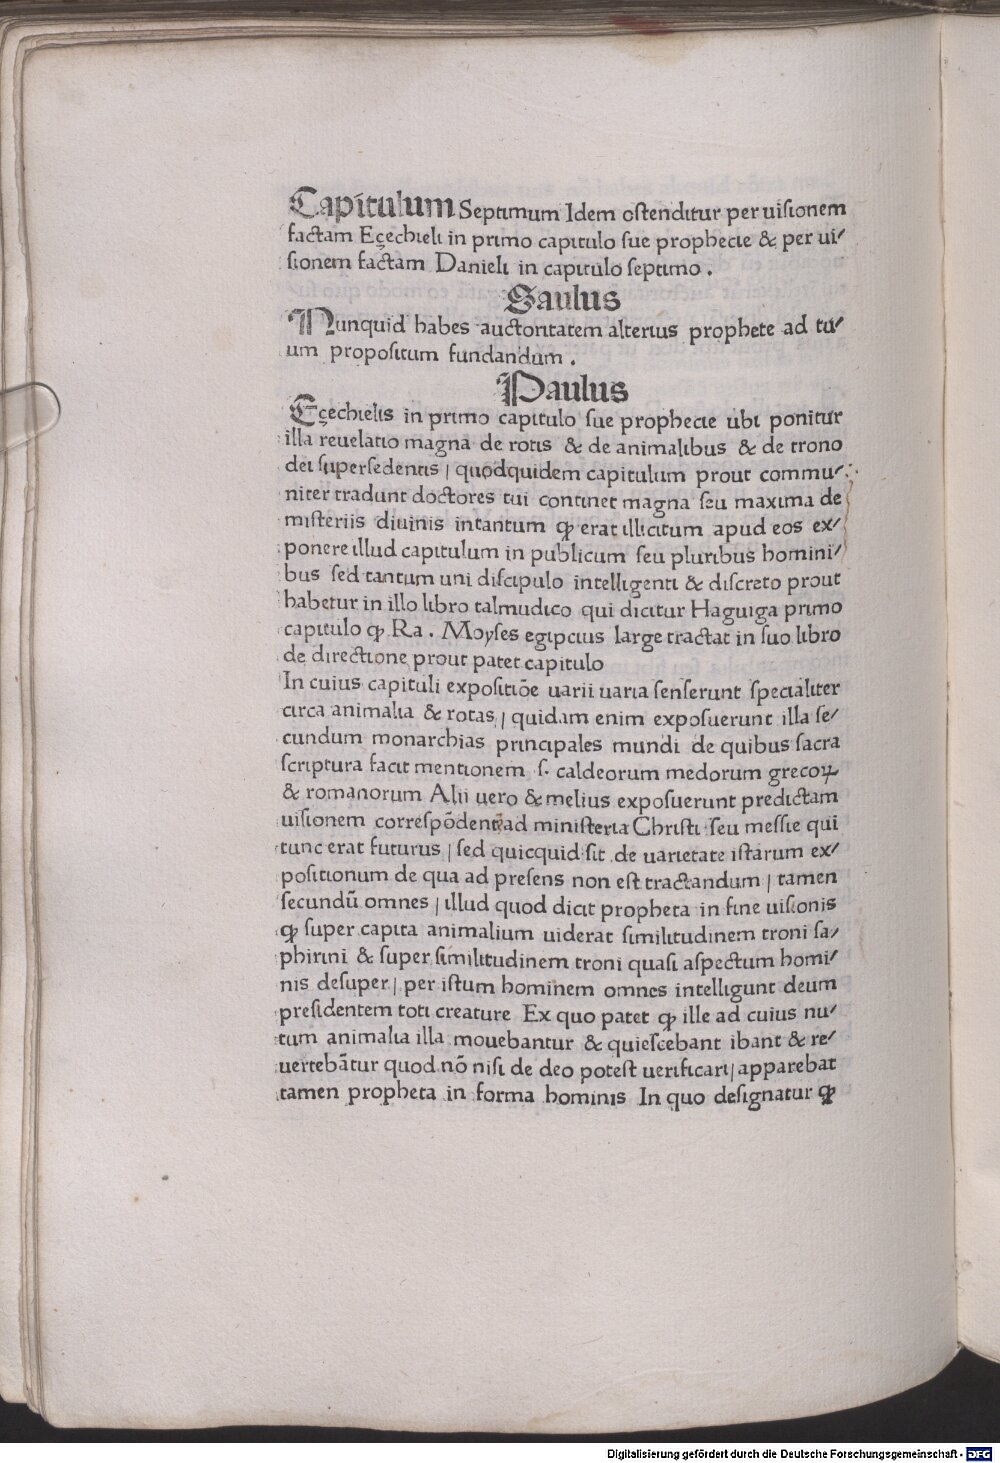 Capitulum Septimum Idem ostenditur per uisionem
factam Eçechieli in primo capitulo sue prophecie & per ui/
sionem factam Danieli in capitulo septimo .
Saulus
Nunquid habes auctoritatem alterius prophete ad tu/
um propositum fundandum .
Paulus
Eçechielis in primo capitulo sue prophecie ubi ponitur
illa reuelatio magna de rotis & de animalibus & de trono
dei supersedentis / quodquidem capitulum prout commu/
niter tradunt doctores tui continet magna seu maxima de
misteriis diuinis intantum ꝙ erat illicitum apud eos ex/
ponere illud capitulum in publicum seu pluribus homini/
bus sed tantum uni discipulo intelligenti & discreto prout
habetur in illo libro talmudico qui dicitur Haguiga primo
capitulo ꝙ Ra . Moyses egipcius large tractat in suo libro
de directione prout patet capitulo
In cuius capituli expositiōe uarii uaria senserunt specialiter
circa animalia & rotas / quidam enim exposuerunt illa se/
cundum monarchias principales mundi de quibus sacra
scriptura facit mentionem s. caldeorum medorum grecoꝝ
& romanorum Alii uero & melius exposuerunt predictam
uisionem correspōdent ad ministeria Christi seu messie qui
tunc erat futurus / sed quicquid sit de uarietate istarum ex/
positionum de qua ad presens non est tractandum / tamen
secundū omnes / illud quod dicit propheta in fine uisionis
ꝙ super capita animalium uiderat similitudinem troni sa/
phirini & super similitudinem troni quasi aspectum homi/
nis desuper / per istum hominem omnes intelligunt deum
presidentem toti creature Ex quo patet ꝙ ille ad cuius nu/
tum animalia illa mouebantur & quiescebant ibant & re/
uertebātur quod nō nisi de deo potest uerificari / apparebat
tamen propheta in forma hominis In quo designatur ꝙ
Digitalisierung gefördert durch die Deutsche Forschungsgemeinschaft - DFG